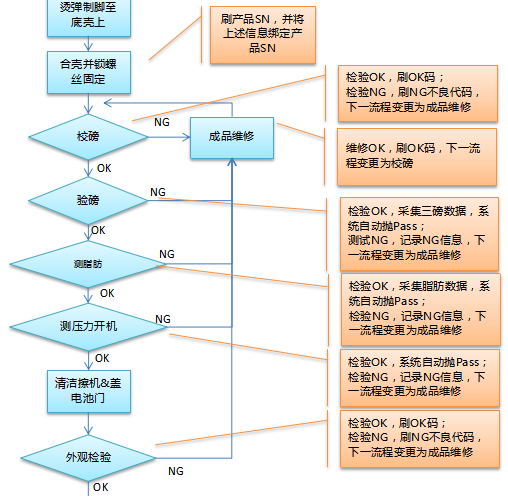 烫弹制脚至
底壳上
刷产品SN，并将
上述信息绑定产
品SN
合壳并锁螺
丝固定
检验OK，刷OK码；
检验NG，刷NG不良代码，
下一流程变更为成品维修
NG
校磅
成品维修
维修OK，刷OK码，下一流
程变更为校磅
OK
NG
验磅
检验OK，采集三磅数据，系
统自动抛Pass；
测试NG，记录NG信息，下
一流程变更为成品维修
OK
NG
测脂肪
检验OK，采集脂肪数据，系
统自动抛Pass；
检验NG，记录NG信息，下
一流程变更为成品维修
OK
NG
测压力开机
OK
检验OK，系统自动抛Pass；
检验NG，记录NG信息，下
一流程变更为成品维修
清洁擦机&盖
电池门
检验OK，刷OK码；
检验NG，刷NG不良代码，
下一流程变更为成品维修
外观检验
NG
OK